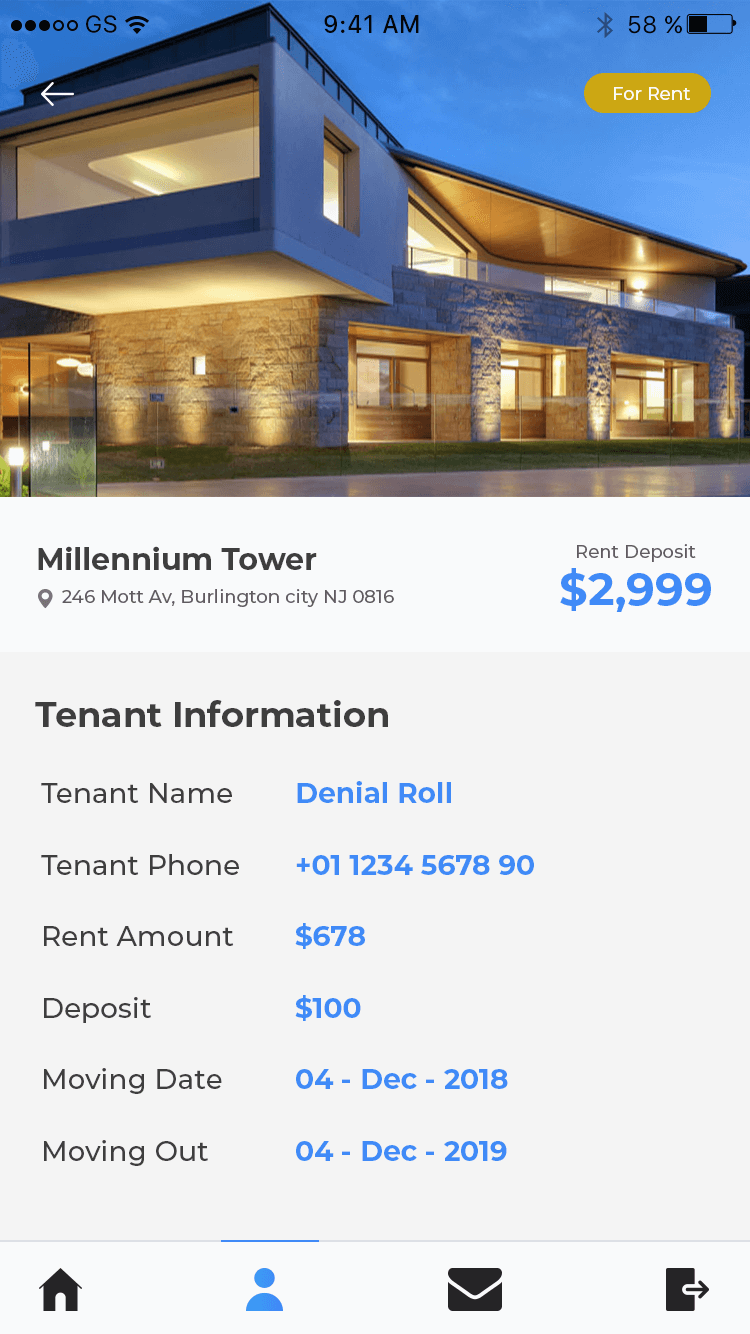 GS 9:41 AM 58 %
For Rent
Millennium Tower
246 Mott Av, Burlington city NJ 0816
Rent Deposit
$2,999
Tenant Information
Tenant Name Denial Roll
Tenant Phone +01 1234 5678 90
Rent Amount $678
Deposit $100
Moving Date 04 - Dec - 2018
Moving Out 04 - Dec - 2019